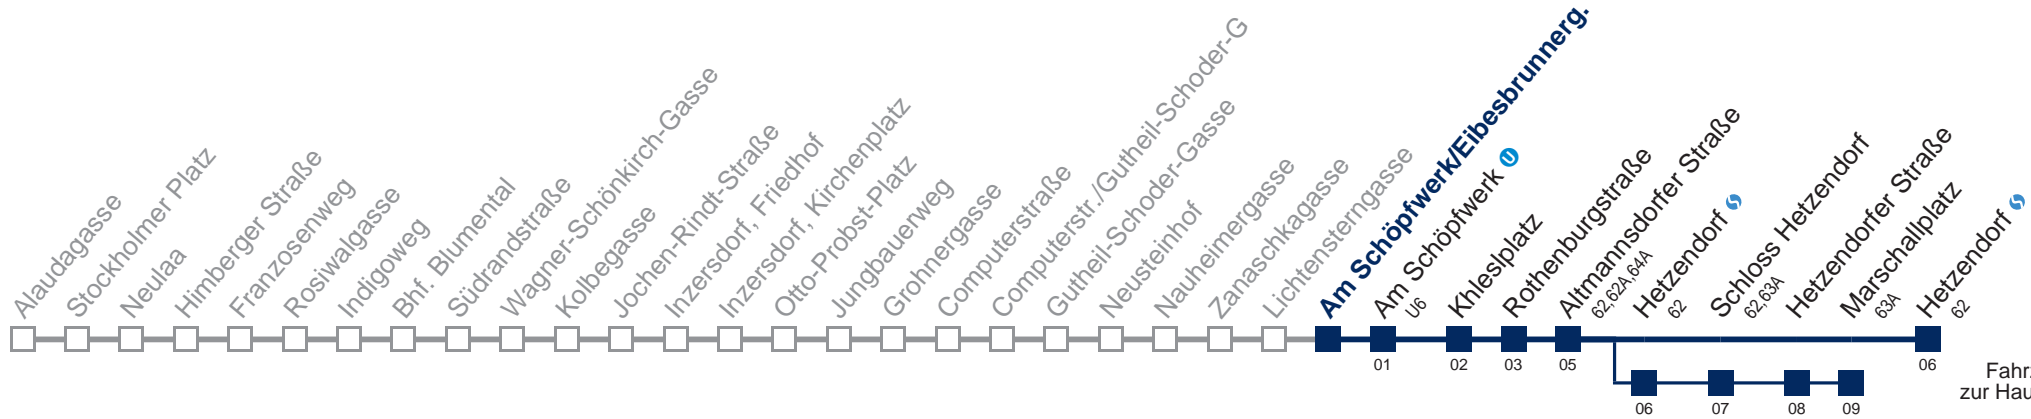 Alaudagasse
Stockholmer Platz
Neulaa
Himberger Straße
Franzosenweg
Rosiwalgasse
Indigoweg
Bhf. Blumental
Südrandstraße
Wagner-Schönkirch-Gasse
Kolbegasse
Jochen-Rindt-Straße
Inzersdorf, Friedhof
Inzersdorf, Kirchenplatz
Otto-Probst-Platz
Jungbauerweg
Grohnergasse
Computerstraße
Computerstr./Gutheil-Schoder-G
Gutheil-Schoder-Gasse
Neusteinhof
Nauheimergasse
Zanaschkagasse
Lichtensterngasse
Am Schöpfwerk/Eibesbrunnerg.
Am Schöpfwerk U
U6
Khleslplatz
Rothenburgstraße
Altmannsdorfer Straße
62,62A,64A
Hetzendorf S
62
Schloss Hetzendorf
62,63A
Hetzendorfer Straße
Marschallplatz
63A
Hetzendorf S
62
01 02 03 05 06
Fahrz
zur Hau
06 07 08 09